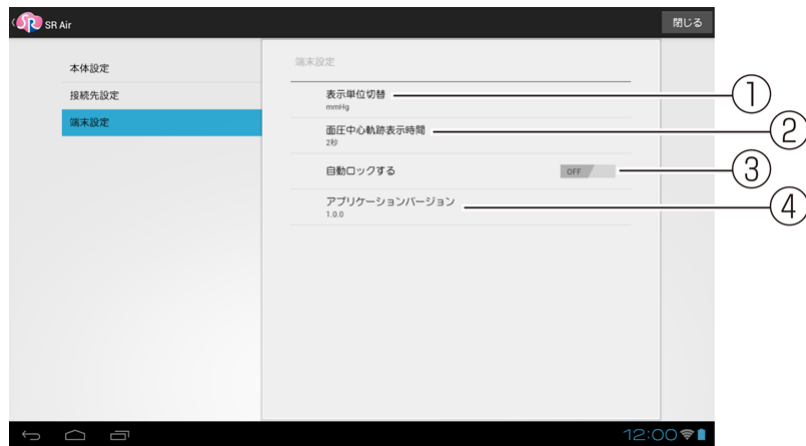 SR SR Air
閉じる
本体設定
接続先設定
端末設定
端末設定
表示単位切替
mmHg
①
面圧中心軌跡表示時間
2秒
②
自動ロックする
OFF
③
アプリケーションバージョン
1.0.0
④
12:00